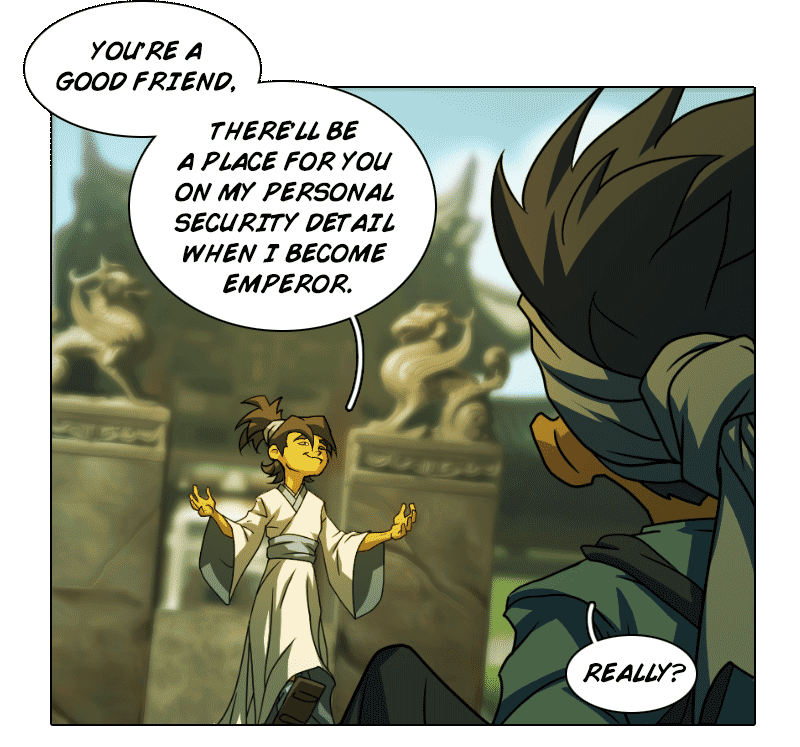 YOU'RE A
GOOD FRIEND.
THERE'LL BE
A PLACE FOR YOU
ON MY PERSONAL
SECURITY DETAIL
WHEN I BECOME
EMPEROR.
REALLY?